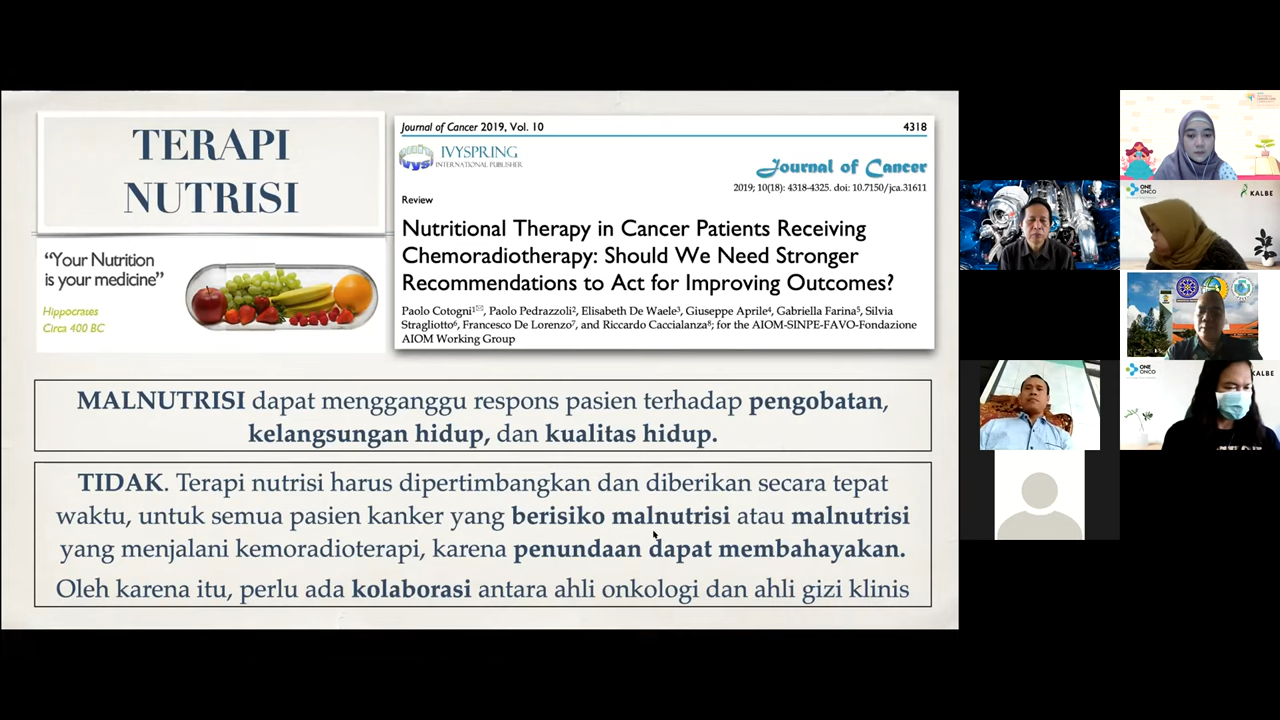 TERAPI
NUTRISI
“Your Nutrition
is your medicine”
Hippocrates
Circa 400 BC
Journal of Cancer 2019, Vol. 10
4318
IVYSPRING
INTERNATIONAL PUBLISHER
Journal of Cancer
2019; 10(18): 4318-4325. doi: 10.7150/jca.31611
Review
Nutritional Therapy in Cancer Patients Receiving
Chemoradiotherapy: Should We Need Stronger
Recommendations to Act for Improving Outcomes?
Paolo Cotogni1✉, Paolo Pedrazzoli2, Elisabeth De Waele3, Giuseppe Aprile4, Gabriella Farina5, Silvia
Stragliotto6, Francesco De Lorenzo7, and Riccardo Caccialanza8; for the AIOM-SINPE-FAVO-Fondazione
AIOM Working Group
MALNUTRISI dapat mengganggu respons pasien terhadap pengobatan,
kelangsungan hidup, dan kualitas hidup.
TIDAK. Terapi nutrisi harus dipertimbangkan dan diberikan secara tepat
waktu, untuk semua pasien kanker yang berisiko malnutrisi atau malnutrisi
yang menjalani kemoradioterapi, karena penundaan dapat membahayakan.
Oleh karena itu, perlu ada kolaborasi antara ahli onkologi dan ahli gizi klinis
ONE
ONCO
KALBE
ONE
ONCO
KALBE